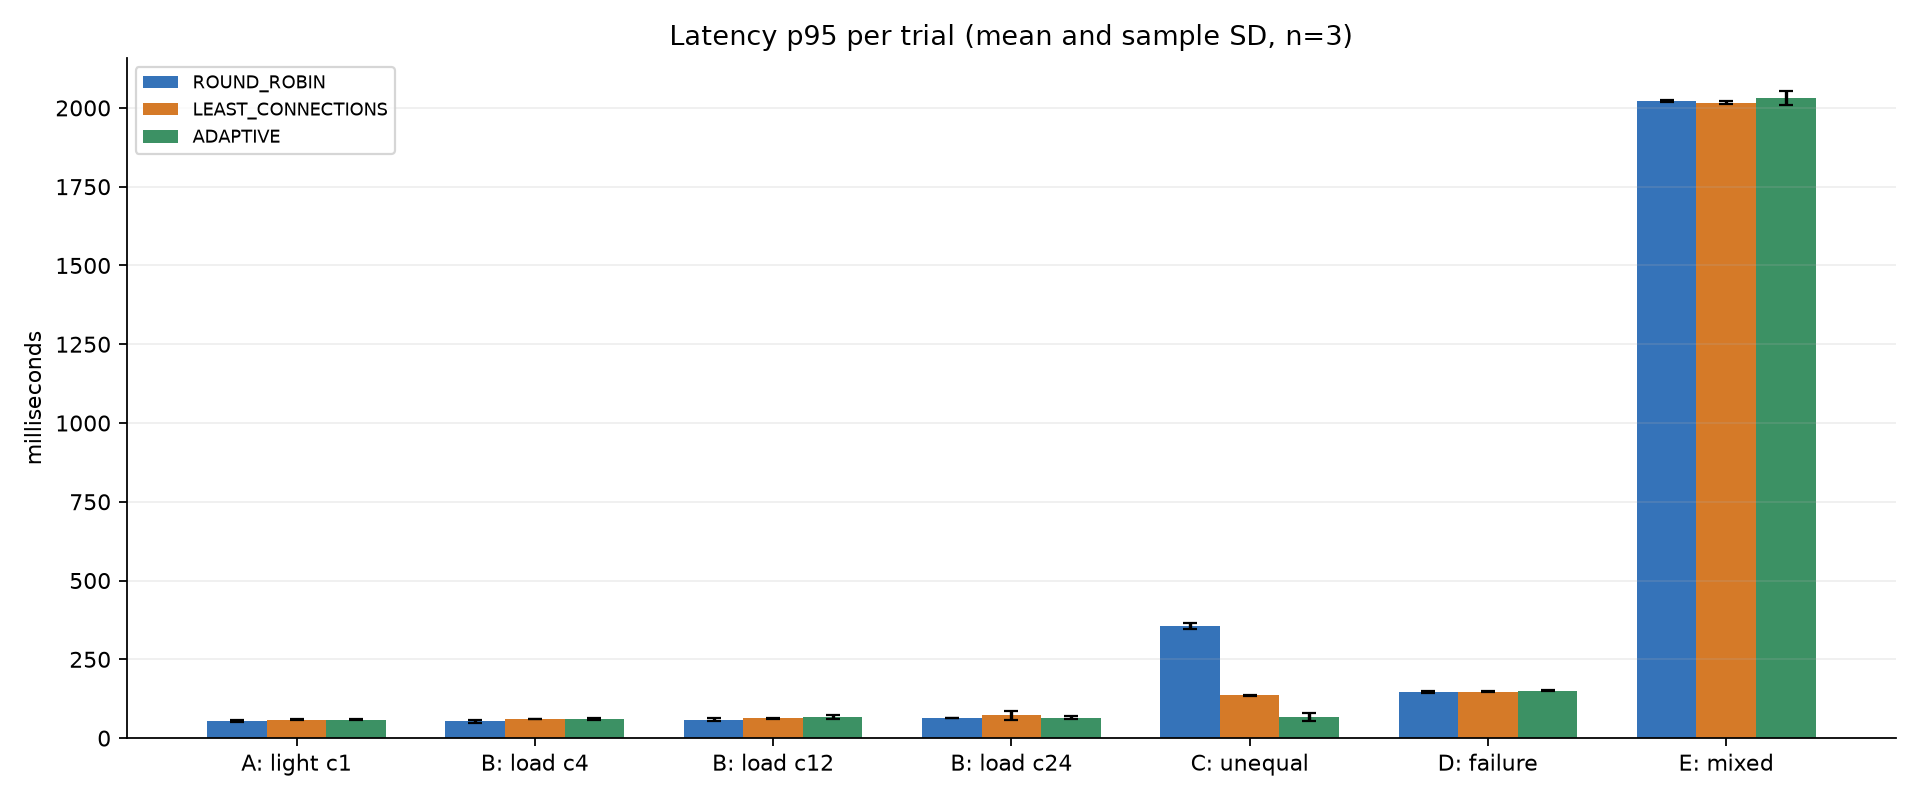 Latency p95 per trial (mean and sample SD, n=3)
ROUND_ROBIN
LEAST_CONNECTIONS
ADAPTIVE
milliseconds
2000
1750
1500
1250
1000
750
500
250
0
A: light c1
B: load c4
B: load c12
B: load c24
C: unequal
D: failure
E: mixed